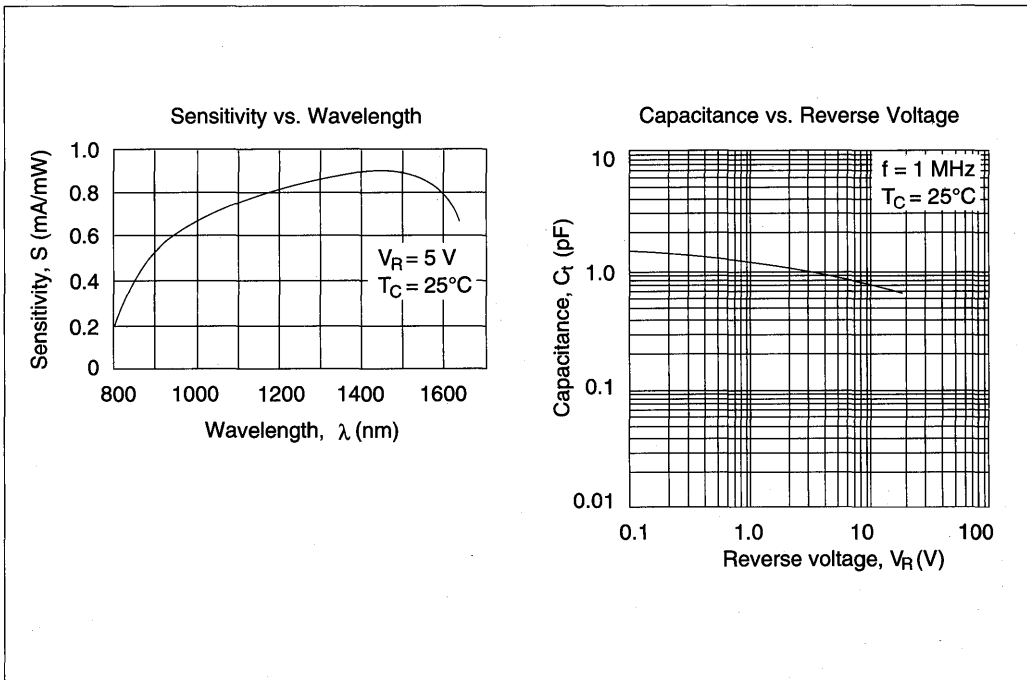 Sensitivity vs. Wavelength
Sensitivity, S (mA/mW)
1.0
0.8
0.6
0.4
0.2
0
V_R = 5 V
T_C = 25°C
800 1000 1200 1400 1600
Wavelength, λ (nm)
Capacitance vs. Reverse Voltage
Capacitance, C_t (pF)
10
1.0
0.1
0.01
f = 1 MHz
T_C = 25°C
0.1 1.0 10 100
Reverse voltage, V_R (V)